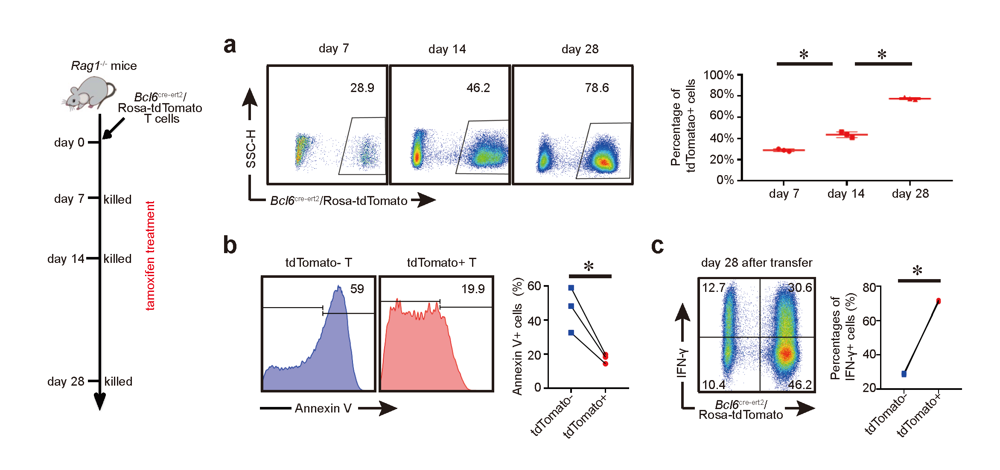 Rag1-/- mice
Bcl6cre-ert2/
Rosa-tdTomato
T cells
day 0
day 7
killed
day 14
killed
day 28
killed
tamoxifen treatment
a
day 7
day 14
day 28
28.9
46.2
78.6
SSC-H
Bcl6cre-ert2/Rosa-tdTomato
*
*
Percentage of
tdTomatao+ cells
100%
80%
60%
40%
20%
0%
day 7
day 14
day 28
b
tdTomato- T
tdTomato+ T
59
19.9
Annexin V
*
Annexin V+ cells (%)
60
40
20
0
tdTomato-
tdTomato+
c
day 28 after transfer
12.7
30.6
10.4
46.2
IFN-γ
Bcl6cre-ert2/
Rosa-tdTomato
*
Percentages of
IFN-γ+ cells (%)
80
60
40
20
tdTomato-
tdTomato+